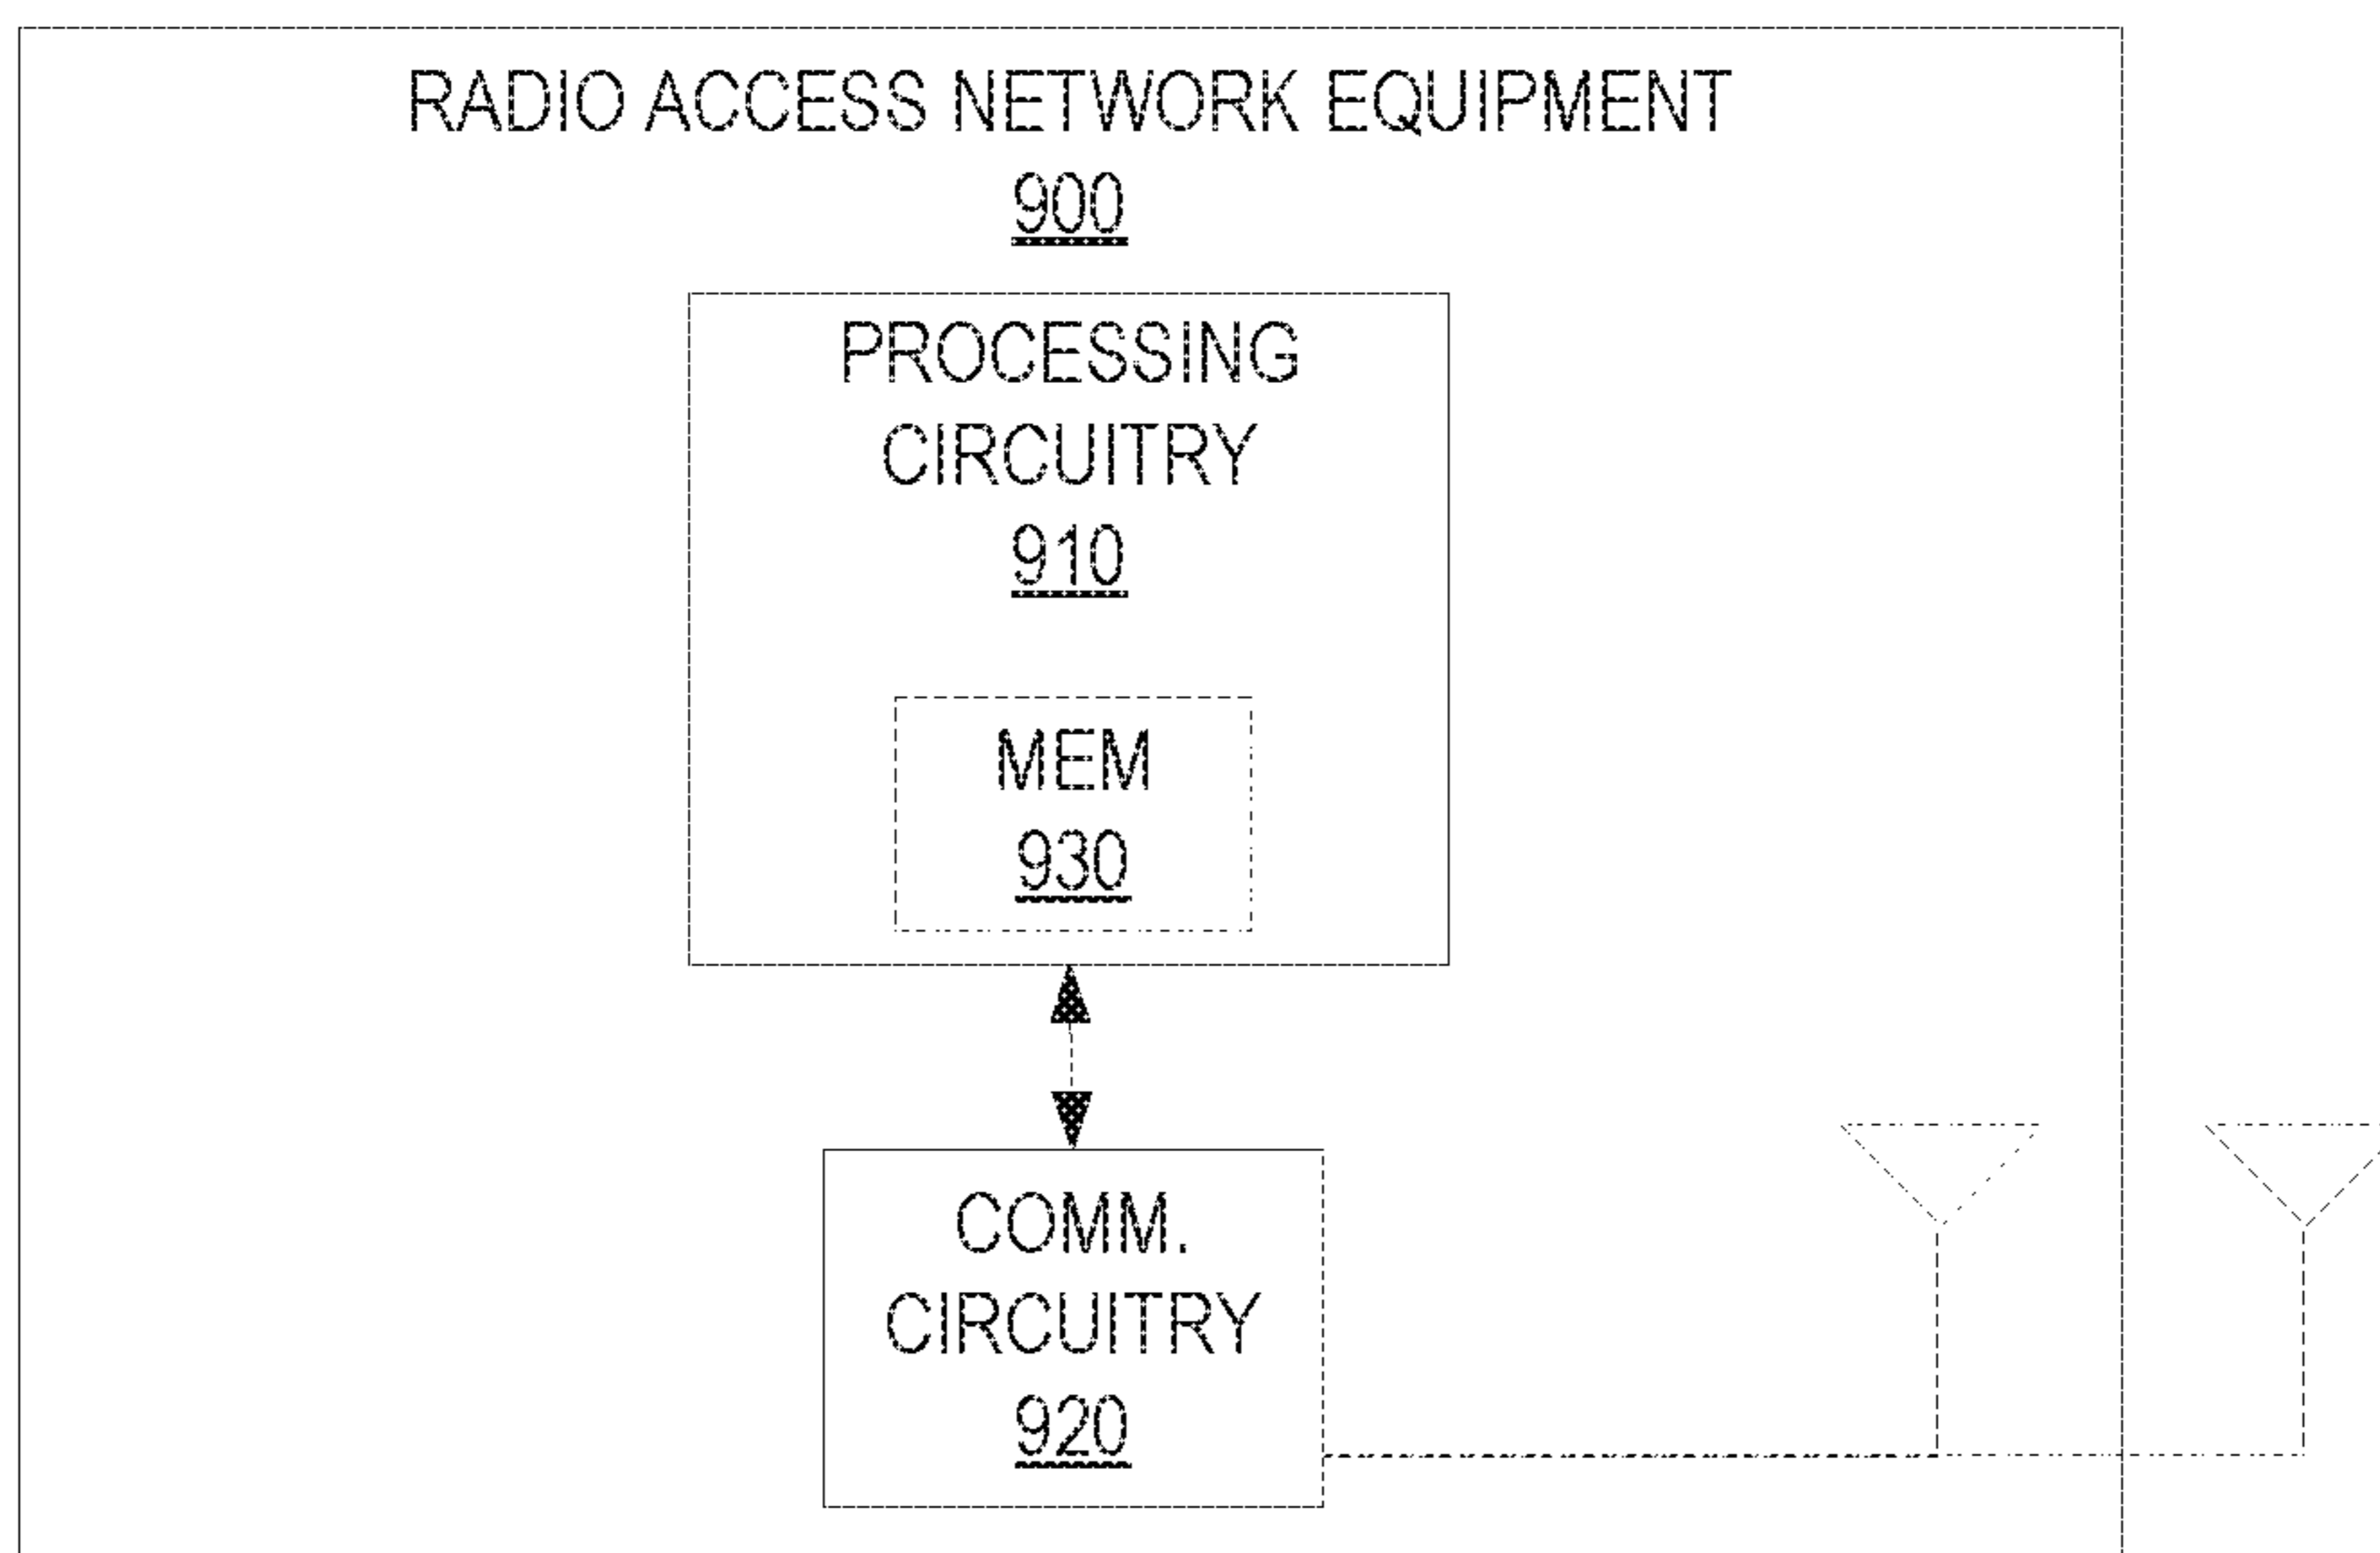 RADIO ACCESS NETWORK EQUIPMENT
900
PROCESSING
CIRCUITRY
910
MEM
930
COMM.
CIRCUITRY
920